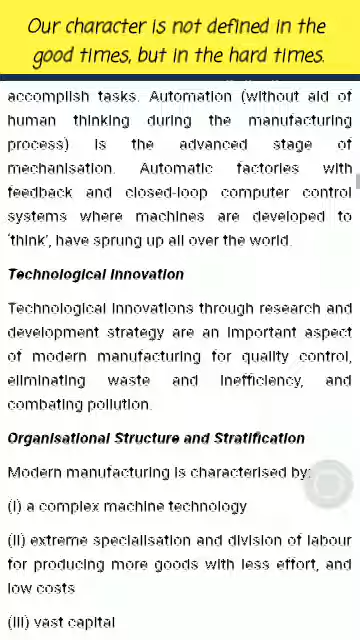 Our character is not defined in the
good times, but in the hard times.
accomplish tasks. Automation (without aid of
human thinking during the manufacturing
process) is the advanced stage of
mechanisation. Automatic factories with
feedback and closed-loop computer control
systems where machines are developed to
'think', have sprung up all over the world.
Technological Innovation
Technological innovations through research and
development strategy are an important aspect
of modern manufacturing for quality control,
eliminating waste and inefficiency, and
combating pollution.
Organisational Structure and Stratification
Modern manufacturing is characterised by:
(i) a complex machine technology
(ii) extreme specialisation and division of labour
for producing more goods with less effort, and
low costs
(iii) vast capital